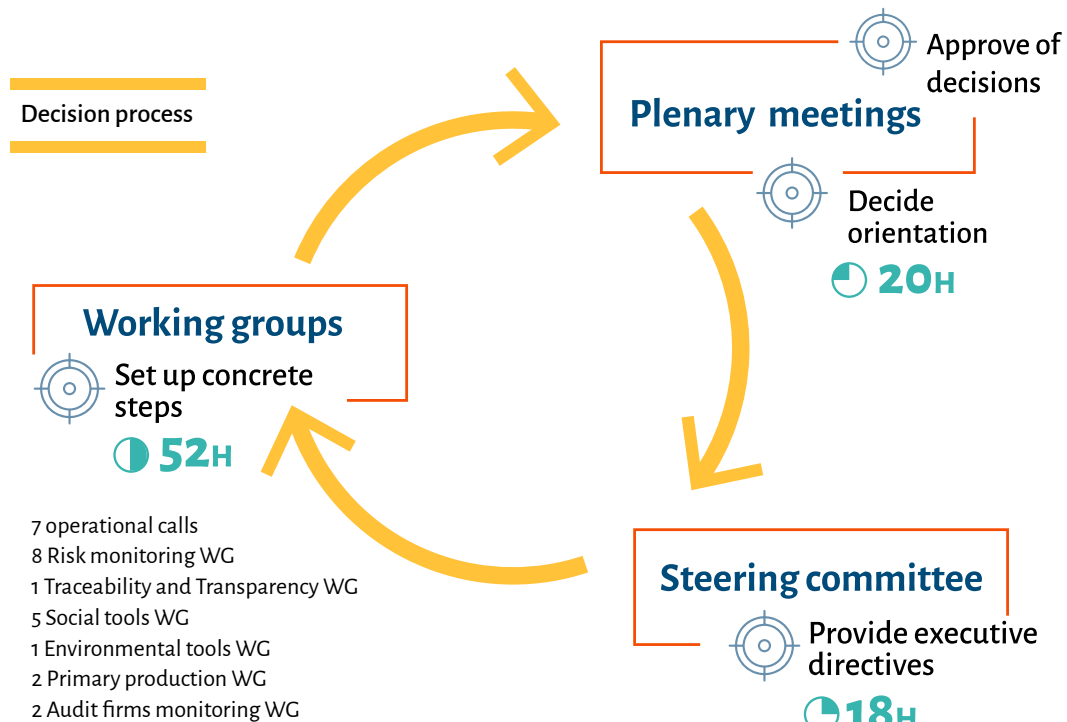 Decision process
Approve of
decisions
Plenary meetings
Decide
orientation
20H
Working groups
Set up concrete
steps
52H
7 operational calls
8 Risk monitoring WG
1 Traceability and Transparency WG
5 Social tools WG
1 Environmental tools WG
2 Primary production WG
2 Audit firms monitoring WG
Steering committee
Provide executive
directives
18H